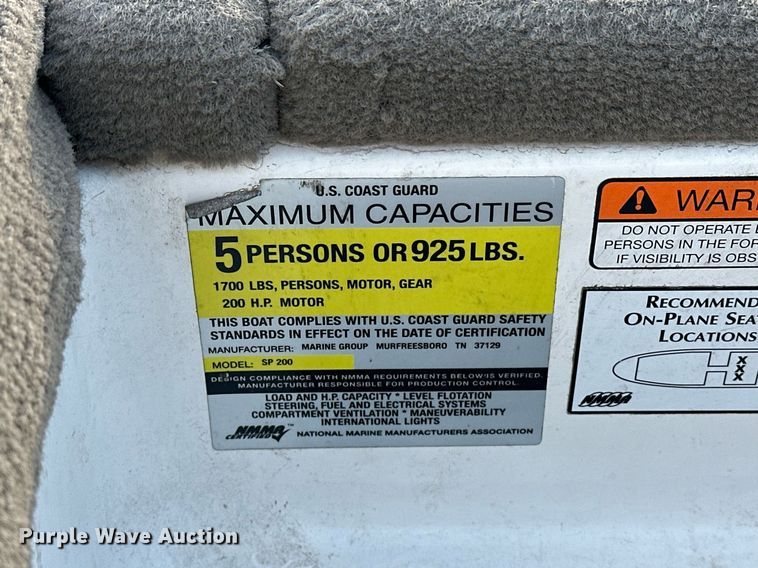 U.S. COAST GUARD
MAXIMUM CAPACITIES
5 PERSONS OR 925 LBS.
1700 LBS, PERSONS, MOTOR, GEAR
200 H.P. MOTOR
THIS BOAT COMPLIES WITH U.S. COAST GUARD SAFETY
STANDARDS IN EFFECT ON THE DATE OF CERTIFICATION
MANUFACTURER: MARINE GROUP MURFREESBORO TN 37129
MODEL: SP 200
DESIGN COMPLIANCE WITH NMMA REQUIREMENTS BELOW IS VERIFIED.
MANUFACTURER RESPONSIBLE FOR PRODUCTION CONTROL.
LOAD AND H.P. CAPACITY * LEVEL FLOTATION
STEERING, FUEL AND ELECTRICAL SYSTEMS
COMPARTMENT VENTILATION * MANEUVERABILITY
INTERNATIONAL LIGHTS
NMMA CERTIFIED ™
NATIONAL MARINE MANUFACTURERS ASSOCIATION
WAR
DO NOT OPERATE
PERSONS IN THE FOR
IF VISIBILITY IS OBS
RECOMMEND
ON-PLANE SEA
LOCATIONS
XXX
NMMA
Purple Wave Auction